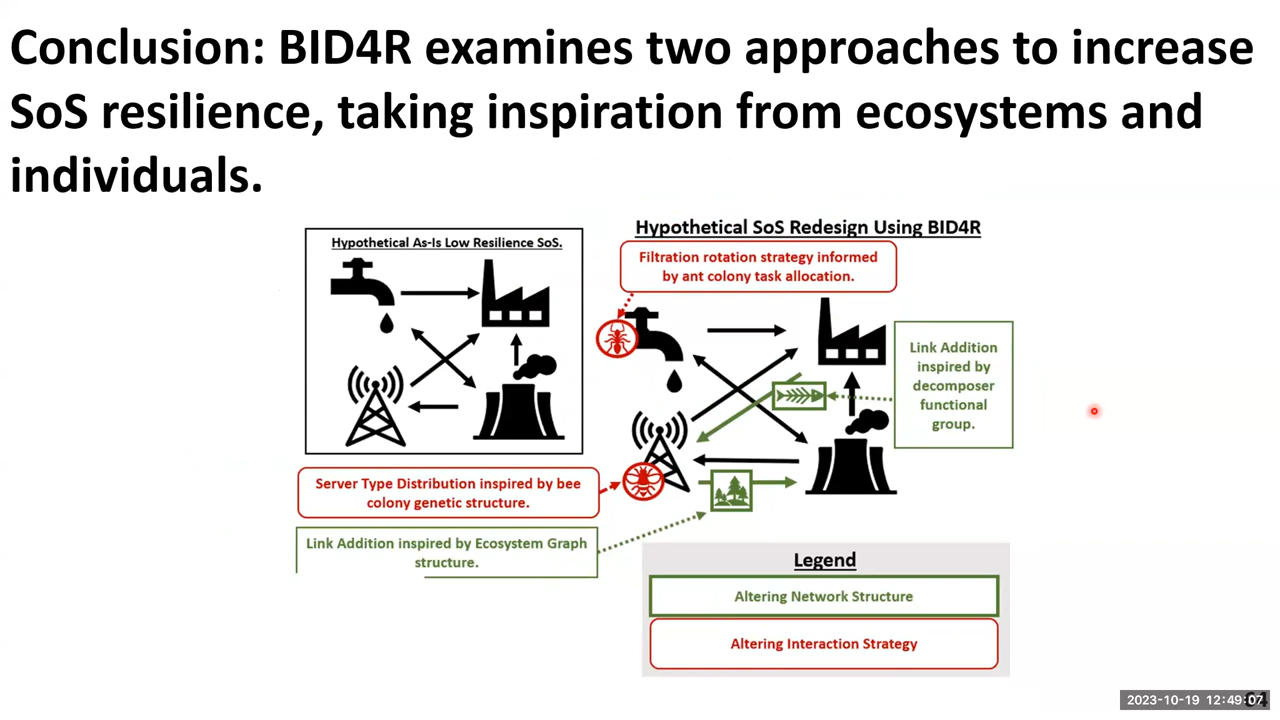 Conclusion: BID4R examines two approaches to increase
SoS resilience, taking inspiration from ecosystems and
individuals.
Hypothetical As-Is Low Resilience SoS.
Hypothetical SoS Redesign Using BID4R
Filtration rotation strategy informed
by ant colony task allocation.
Link Addition
inspired by
decomposer
functional
group.
Server Type Distribution inspired by bee
colony genetic structure.
Link Addition inspired by Ecosystem Graph
structure.
Legend
Altering Network Structure
Altering Interaction Strategy
2023-10-19 12:49:07